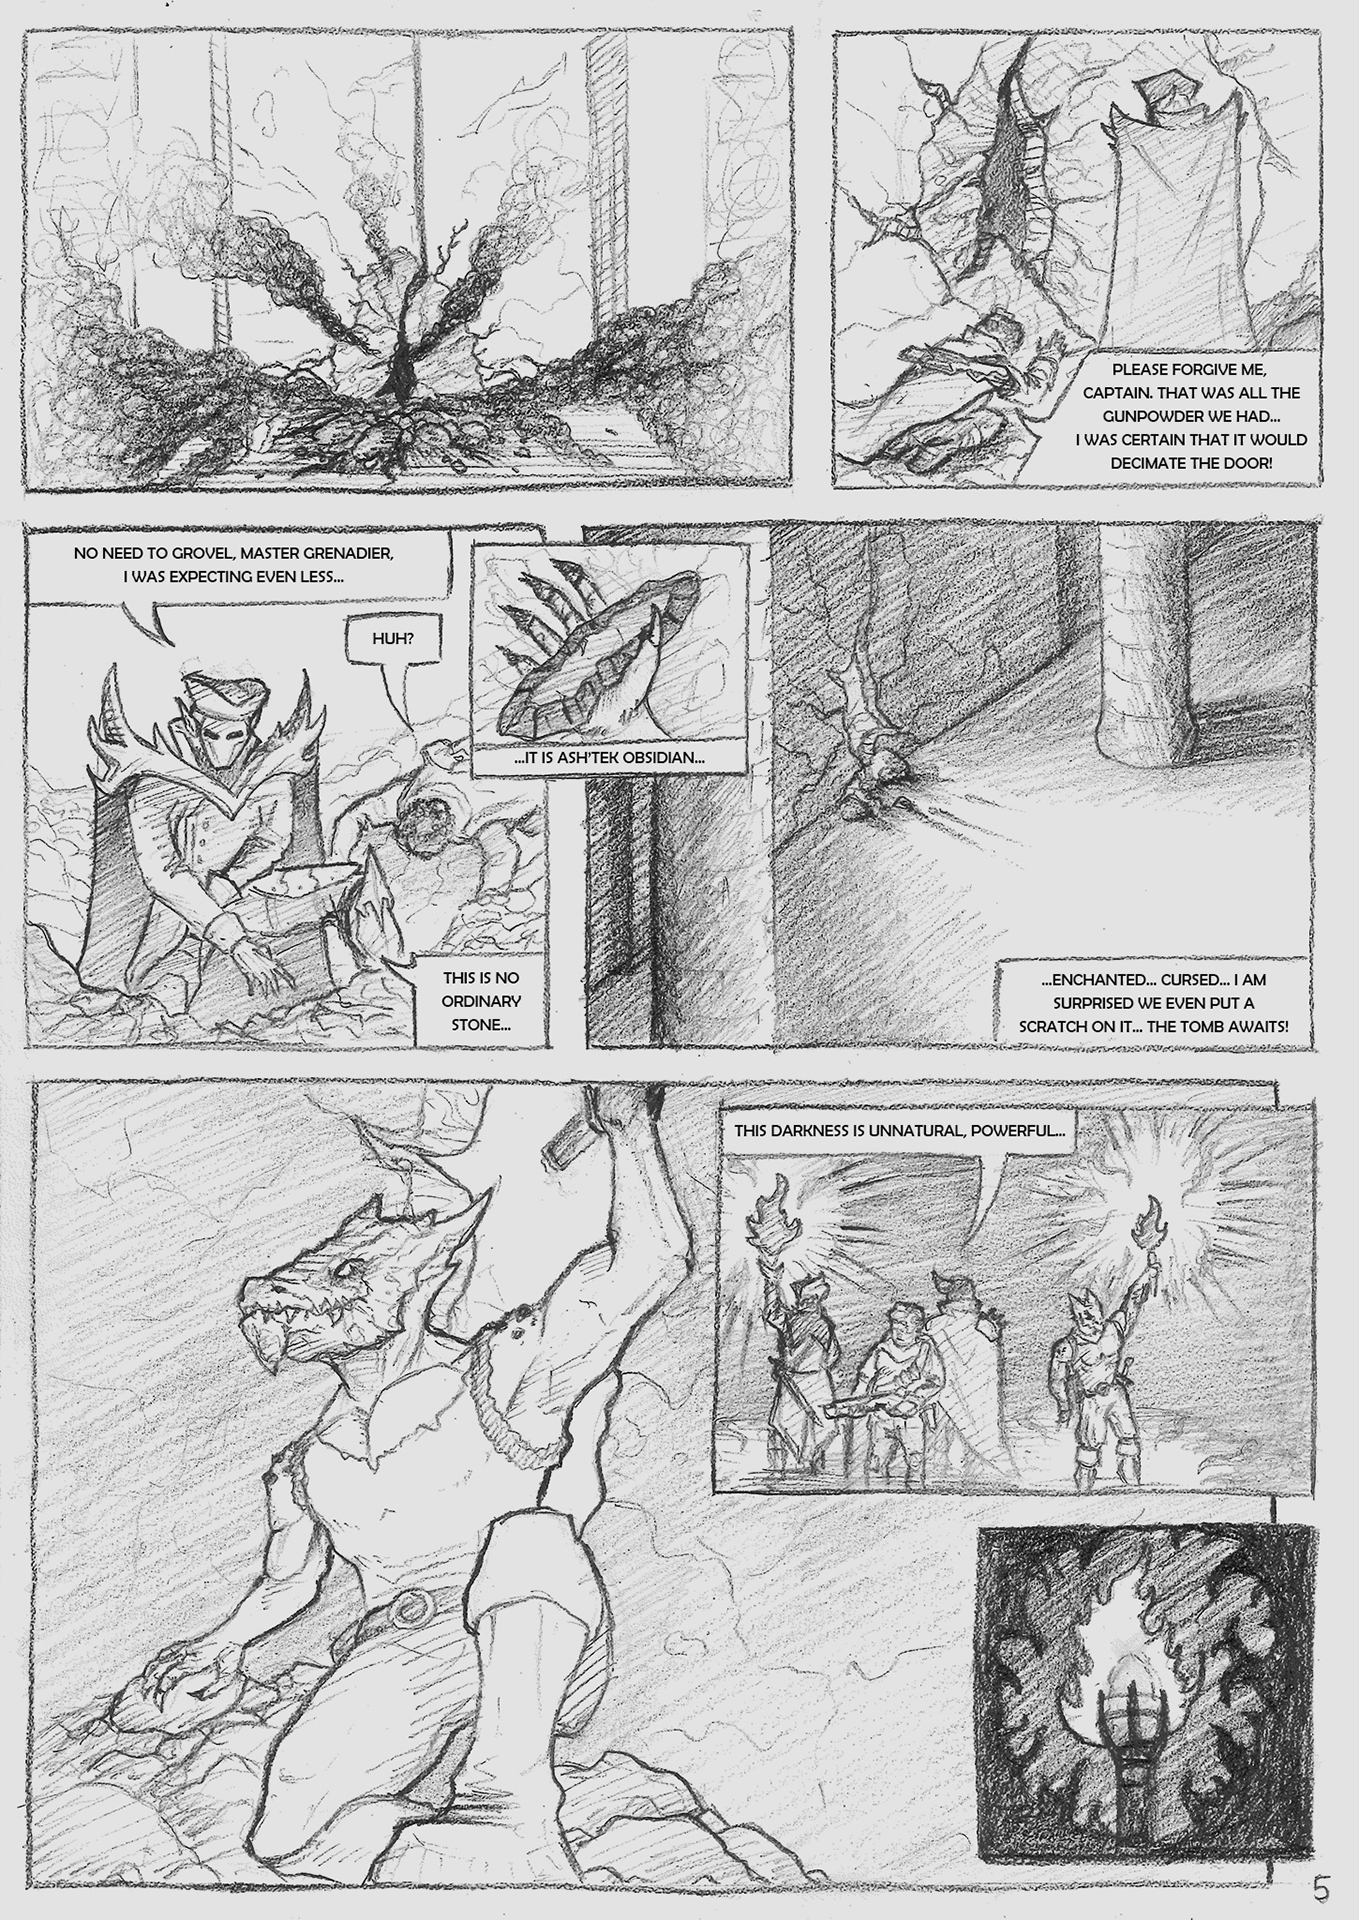 PLEASE FORGIVE ME,
CAPTAIN. THAT WAS ALL THE
GUNPOWDER WE HAD...
I WAS CERTAIN THAT IT WOULD
DECIMATE THE DOOR!
NO NEED TO GROVEL, MASTER GRENADIER,
I WAS EXPECTING EVEN LESS...
HUH?
THIS IS NO
ORDINARY
STONE...
...IT IS ASH'TEK OBSIDIAN...
...ENCHANTED... CURSED... I AM
SURPRISED WE EVEN PUT A
SCRATCH ON IT... THE TOMB AWAITS!
THIS DARKNESS IS UNNATURAL, POWERFUL...
5